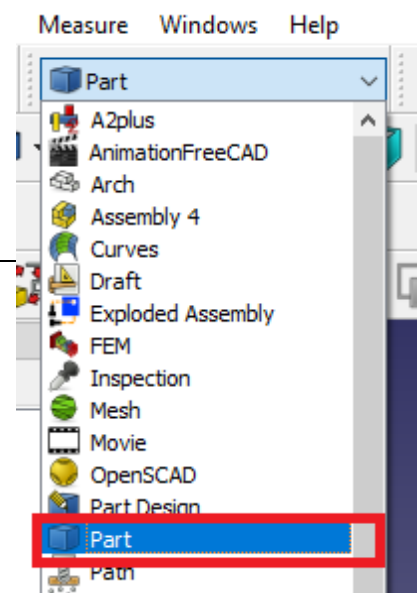 Measure Windows Help
Part
A2plus
AnimationFreeCAD
Arch
Assembly 4
Curves
Draft
Exploded Assembly
FEM
Inspection
Mesh
Movie
OpenSCAD
Part Design
Part
Path